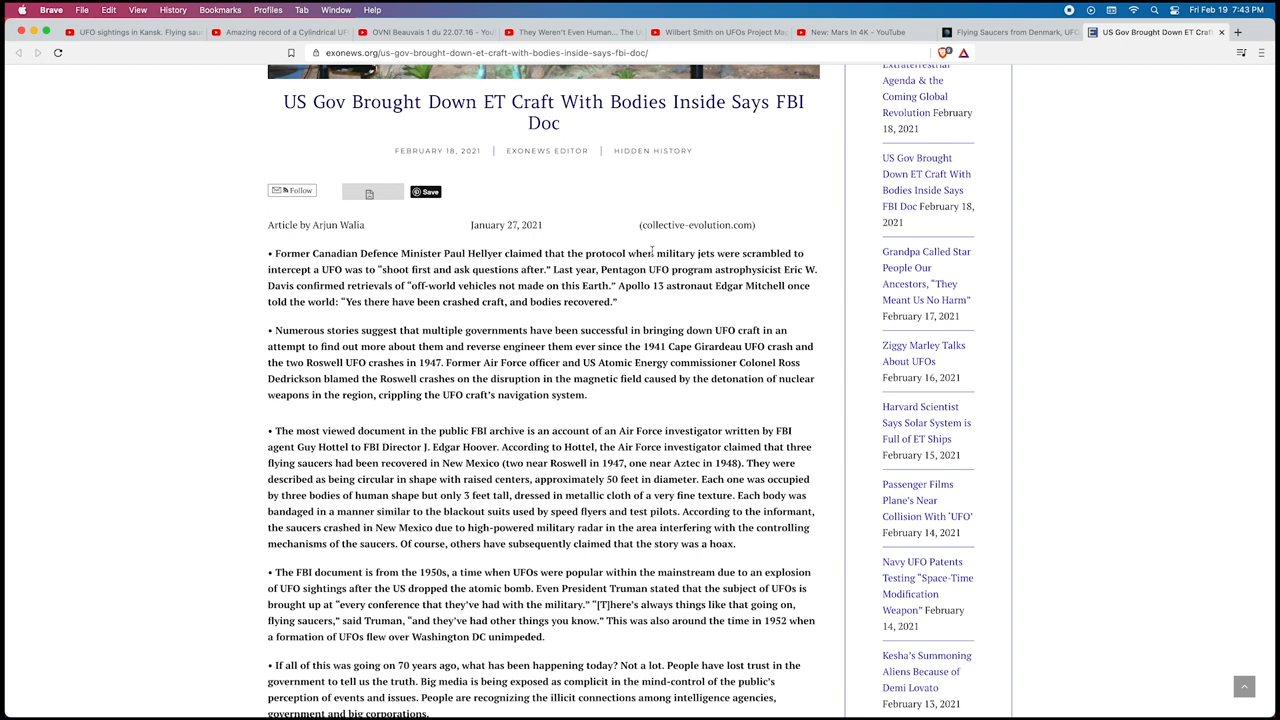 Brave File Edit View History Bookmarks Profiles Tab Window Help Fri Feb 19 7:43 PM
UFO sightings in Kansk. Flying sau
Amazing record of a Cylindrical UF
OVNI Beauvais 1 du 22.07.16 - YouT
They Weren't Even Human... The U
Wilbert Smith on UFOs Project Mag
New: Mars In 4K - YouTube
Flying Saucers from Denmark, UFO
US Gov Brought Down ET Craft
exonews.org/us-gov-brought-down-et-craft-with-bodies-inside-says-fbi-doc/
US Gov Brought Down ET Craft With Bodies Inside Says FBI
Doc
FEBRUARY 18, 2021 | EXONEWS EDITOR | HIDDEN HISTORY
Follow
Save
Article by Arjun Walia January 27, 2021 (collective-evolution.com)
• Former Canadian Defence Minister Paul Hellyer claimed that the protocol when military jets were scrambled to
intercept a UFO was to “shoot first and ask questions after.” Last year, Pentagon UFO program astrophysicist Eric W.
Davis confirmed retrievals of “off-world vehicles not made on this Earth.” Apollo 13 astronaut Edgar Mitchell once
told the world: “Yes there have been crashed craft, and bodies recovered.”
• Numerous stories suggest that multiple governments have been successful in bringing down UFO craft in an
attempt to find out more about them and reverse engineer them ever since the 1941 Cape Girardeau UFO crash and
the two Roswell UFO crashes in 1947. Former Air Force officer and US Atomic Energy commissioner Colonel Ross
Dedrickson blamed the Roswell crashes on the disruption in the magnetic field caused by the detonation of nuclear
weapons in the region, crippling the UFO craft’s navigation system.
• The most viewed document in the public FBI archive is an account of an Air Force investigator written by FBI
agent Guy Hottel to FBI Director J. Edgar Hoover. According to Hottel, the Air Force investigator claimed that three
flying saucers had been recovered in New Mexico (two near Roswell in 1947, one near Aztec in 1948). They were
described as being circular in shape with raised centers, approximately 50 feet in diameter. Each one was occupied
by three bodies of human shape but only 3 feet tall, dressed in metallic cloth of a very fine texture. Each body was
bandaged in a manner similar to the blackout suits used by speed flyers and test pilots. According to the informant,
the saucers crashed in New Mexico due to high-powered military radar in the area interfering with the controlling
mechanisms of the saucers. Of course, others have subsequently claimed that the story was a hoax.
• The FBI document is from the 1950s, a time when UFOs were popular within the mainstream due to an explosion
of UFO sightings after the US dropped the atomic bomb. Even President Truman stated that the subject of UFOs is
brought up at “every conference that they’ve had with the military.” “[T]here’s always things like that going on,
flying saucers,” said Truman, “and they’ve had other things you know.” This was also around the time in 1952 when
a formation of UFOs flew over Washington DC unimpeded.
• If all of this was going on 70 years ago, what has been happening today? Not a lot. People have lost trust in the
government to tell us the truth. Big media is being exposed as complicit in the mind-control of the public’s
perception of events and issues. People are recognizing the illicit connections among intelligence agencies,
government and big corporations.
Extraterrestrial
Agenda & the
Coming Global
Revolution February
18, 2021
US Gov Brought
Down ET Craft With
Bodies Inside Says
FBI Doc February 18,
2021
Grandpa Called Star
People Our
Ancestors, “They
Meant Us No Harm”
February 17, 2021
Ziggy Marley Talks
About UFOs
February 16, 2021
Harvard Scientist
Says Solar System is
Full of ET Ships
February 15, 2021
Passenger Films
Plane’s Near
Collision With ‘UFO’
February 14, 2021
Navy UFO Patents
Testing “Space-Time
Modification
Weapon” February
14, 2021
Kesha’s Summoning
Aliens Because of
Demi Lovato
February 13, 2021